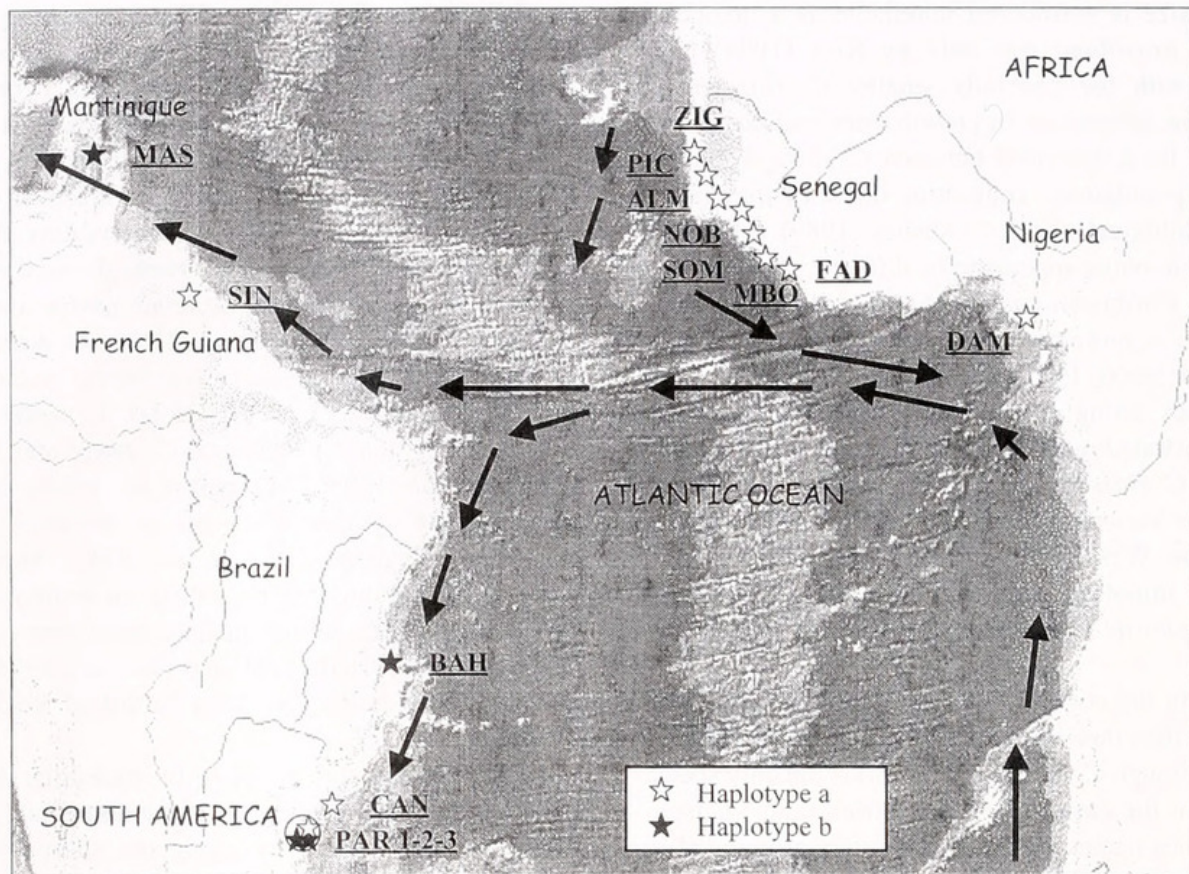 AFRICA
Martinique
ZIG
MAS
PIC
Senegal
ALM
NOB
Nigeria
SOM
FAD
MBO
SIN
French Guiana
DAM
ATLANTIC OCEAN
Brazil
BAH
Haplotype a
CAN
SOUTH AMERICA
Haplotype b
PAR 1-2-3